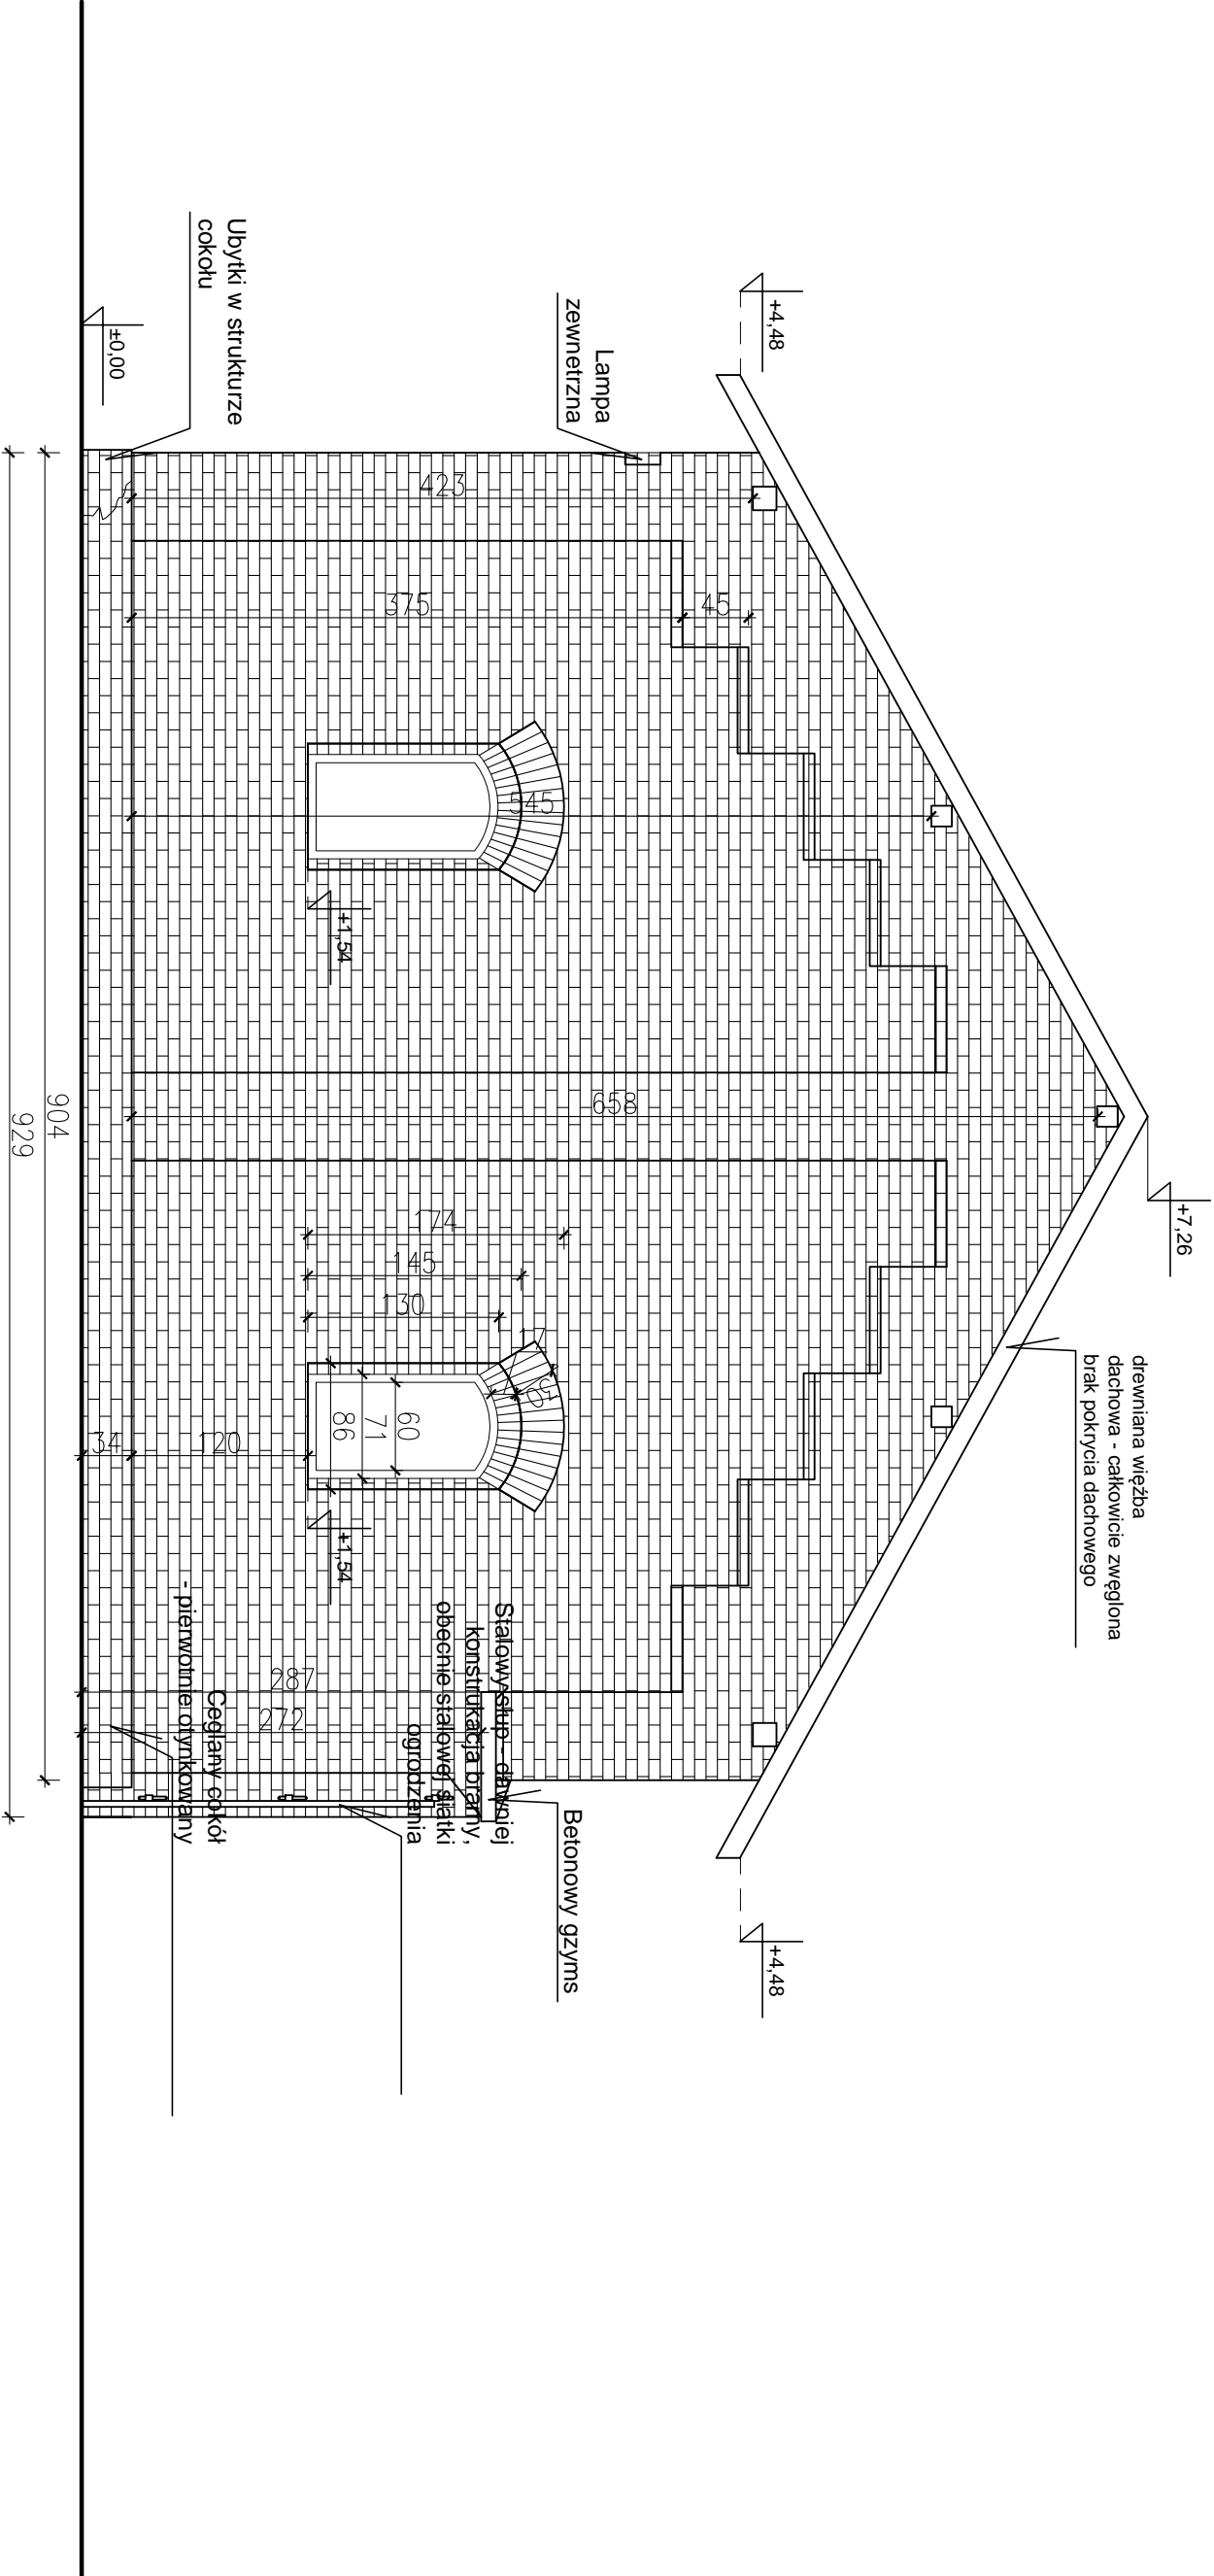 +7,26
drewniana więźba
dachowa - całkowicie zwęglona
brak pokrycia dachowego
+4,48
+4,48
Lampa
zewnetrzna
Betonowy gzyms
Stalowy słup - dawniej
konstrukacja bramy,
obecnie stalowej siatki
ogrodzenia
Ubytki w strukturze
cokołu
Ceglany cokół
- pierwotnie otynkowany
±0,00
+1,54
+1,54
423
375
45
545
658
174
145
130
17
60
71
86
34
120
287
272
904
929